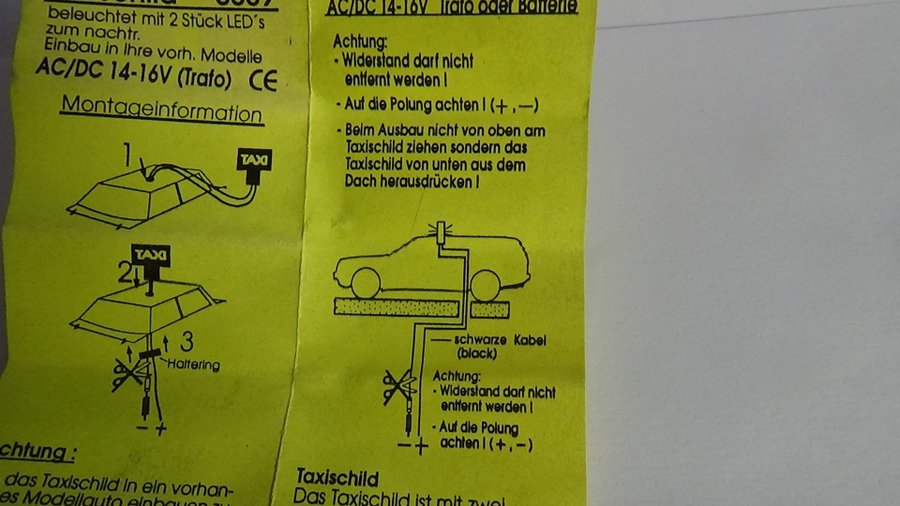 beleuchtet mit 2 Stück LED´s
zum nachtr.
Einbau in Ihre vorh. Modelle
AC/DC 14-16V (Trafo) CE
Montageinformation
1
TAXI
TAXI
2
3
Haltering
- +
chtung :
das Taxischild in ein vorhan-
es Modellauto einbauen
AC/DC 14-16V Trafo oder Batterie
Achtung:
- Widerstand darf nicht
entfernt werden !
- Auf die Polung achten ! (+ , —)
- Beim Ausbau nicht von oben am
Taxischild ziehen sondern das
Taxischild von unten aus dem
Dach herausdrücken !
schwarze Kabel
(black)
Achtung:
- Widerstand darf nicht
entfernt werden !
- Auf die Polung
achten ! (+, -)
- +
Taxischild
Das Taxischild ist mit zwei